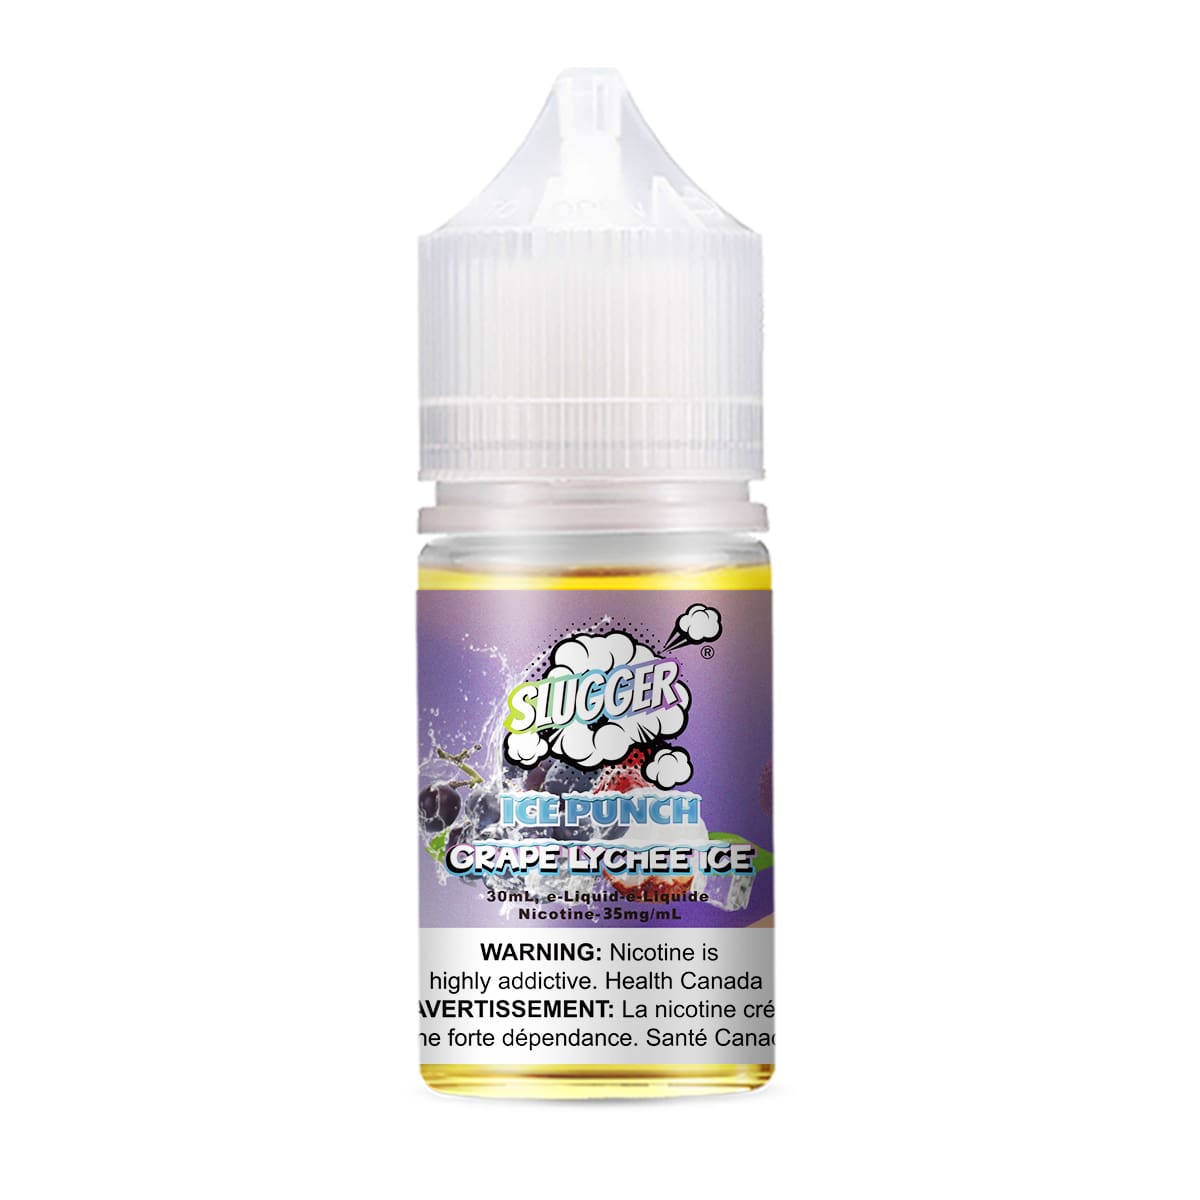 SLUGGER
®
ICE PUNCH
GRAPE LYCHEE ICE
30mL, e-Liquid-e-Liquide
Nicotine-35mg/mL
WARNING: Nicotine is
highly addictive. Health Canada
AVERTISSEMENT: La nicotine cré
ne forte dépendance. Santé Canad